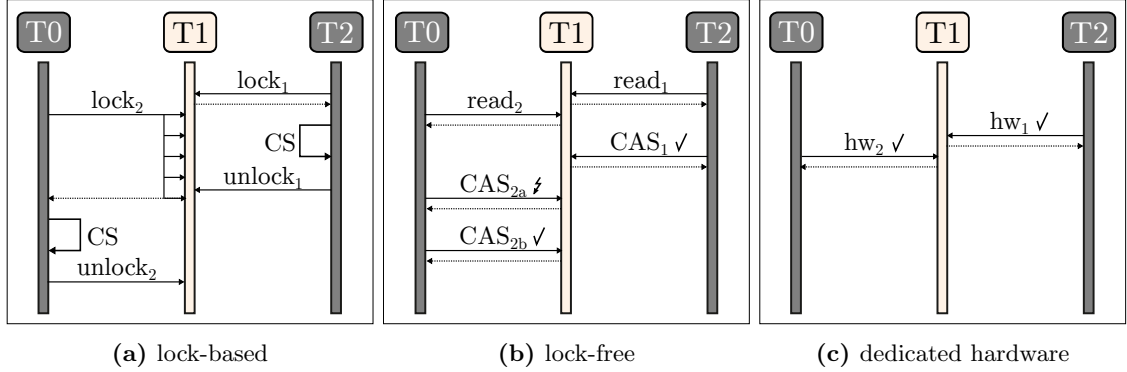 T0 T1 T2
lock₁
lock₂
CS
unlock₁
CS
unlock₂
(a) lock-based
T0 T1 T2
read₁
read₂
CAS₁ ✓
CAS₂ₐ ↯
CAS₂b ✓
(b) lock-free
T0 T1 T2
hw₁ ✓
hw₂ ✓
(c) dedicated hardware